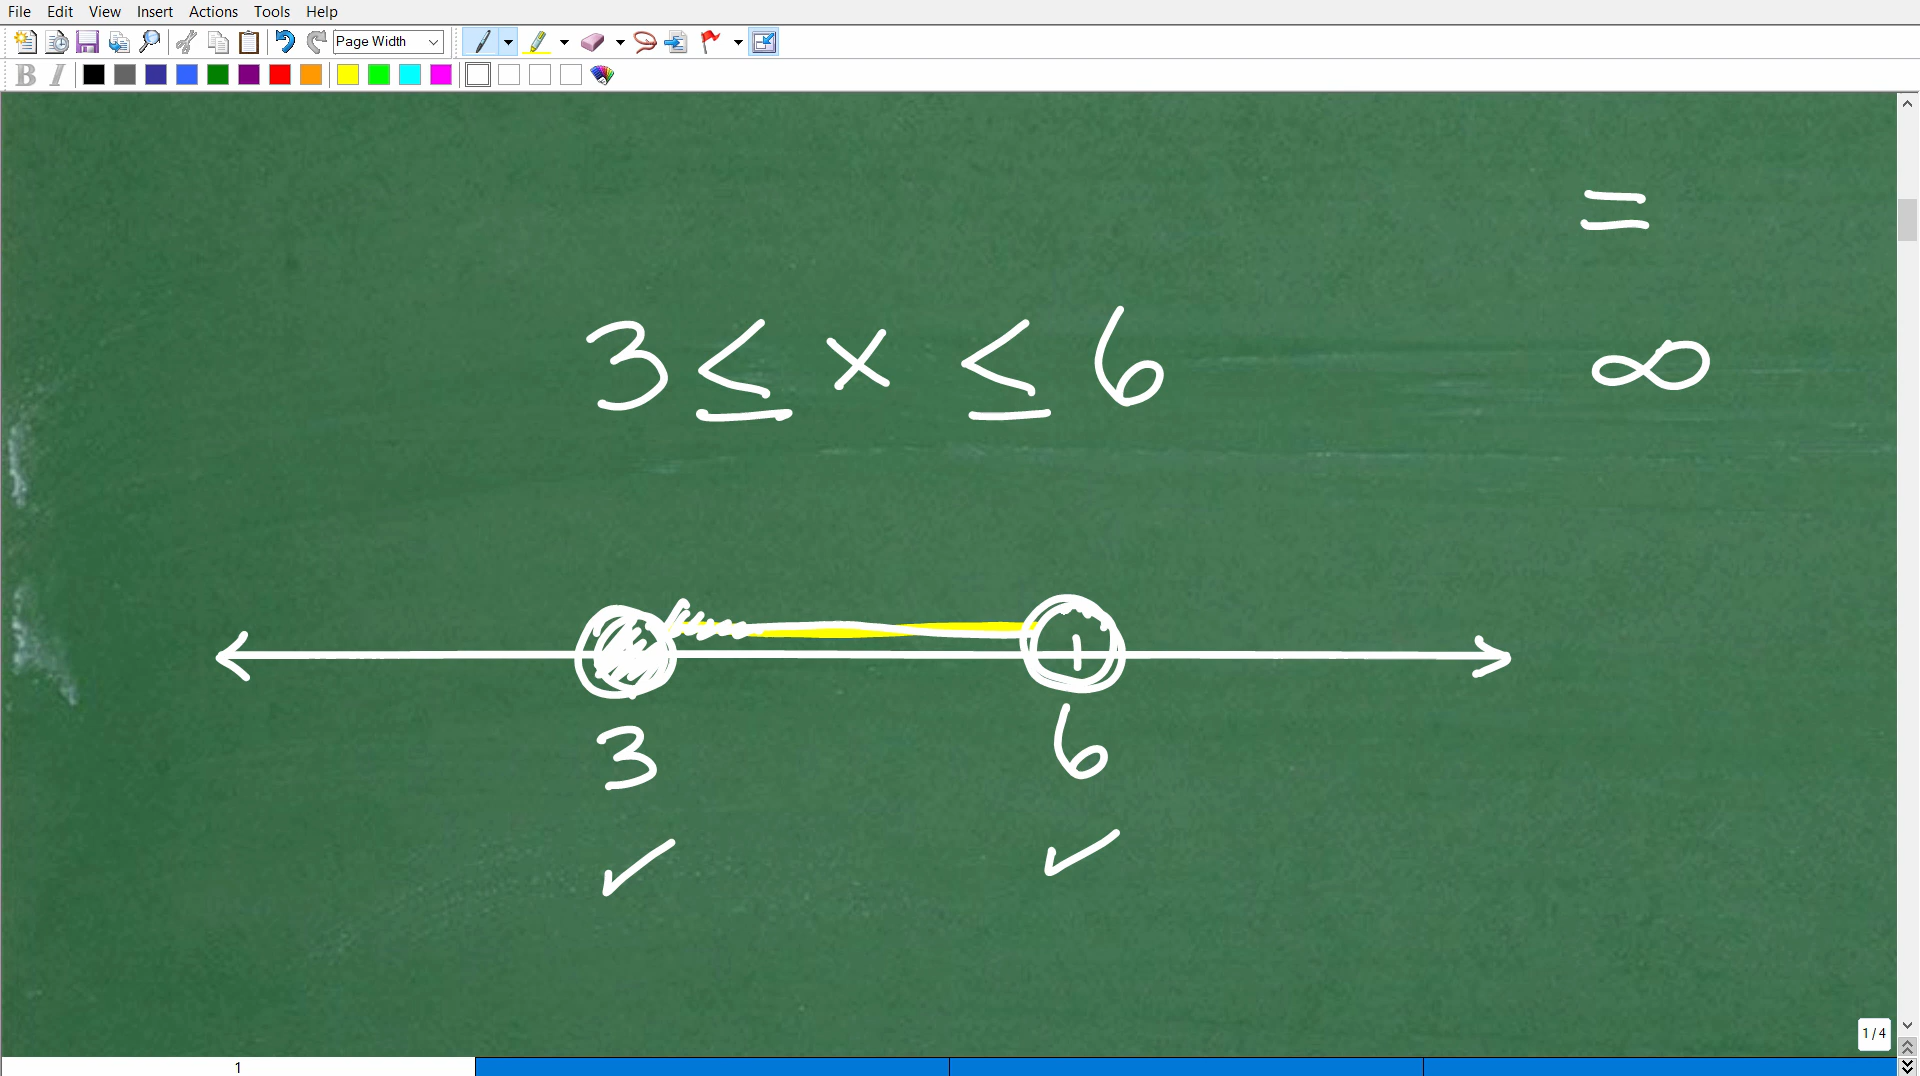 File Edit View Insert Actions Tools Help
Page Width
B I
=
3 ≤ x ≤ 6
∞
3 6
✓ ✓
1 / 4
1